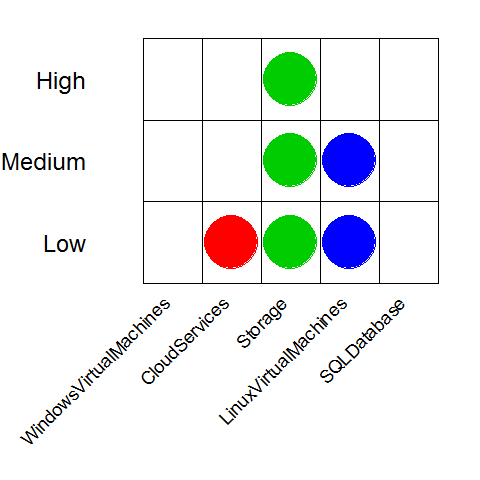 High
Medium
Low
WindowsVirtualMachines
CloudServices
Storage
LinuxVirtualMachines
SQLDatabase